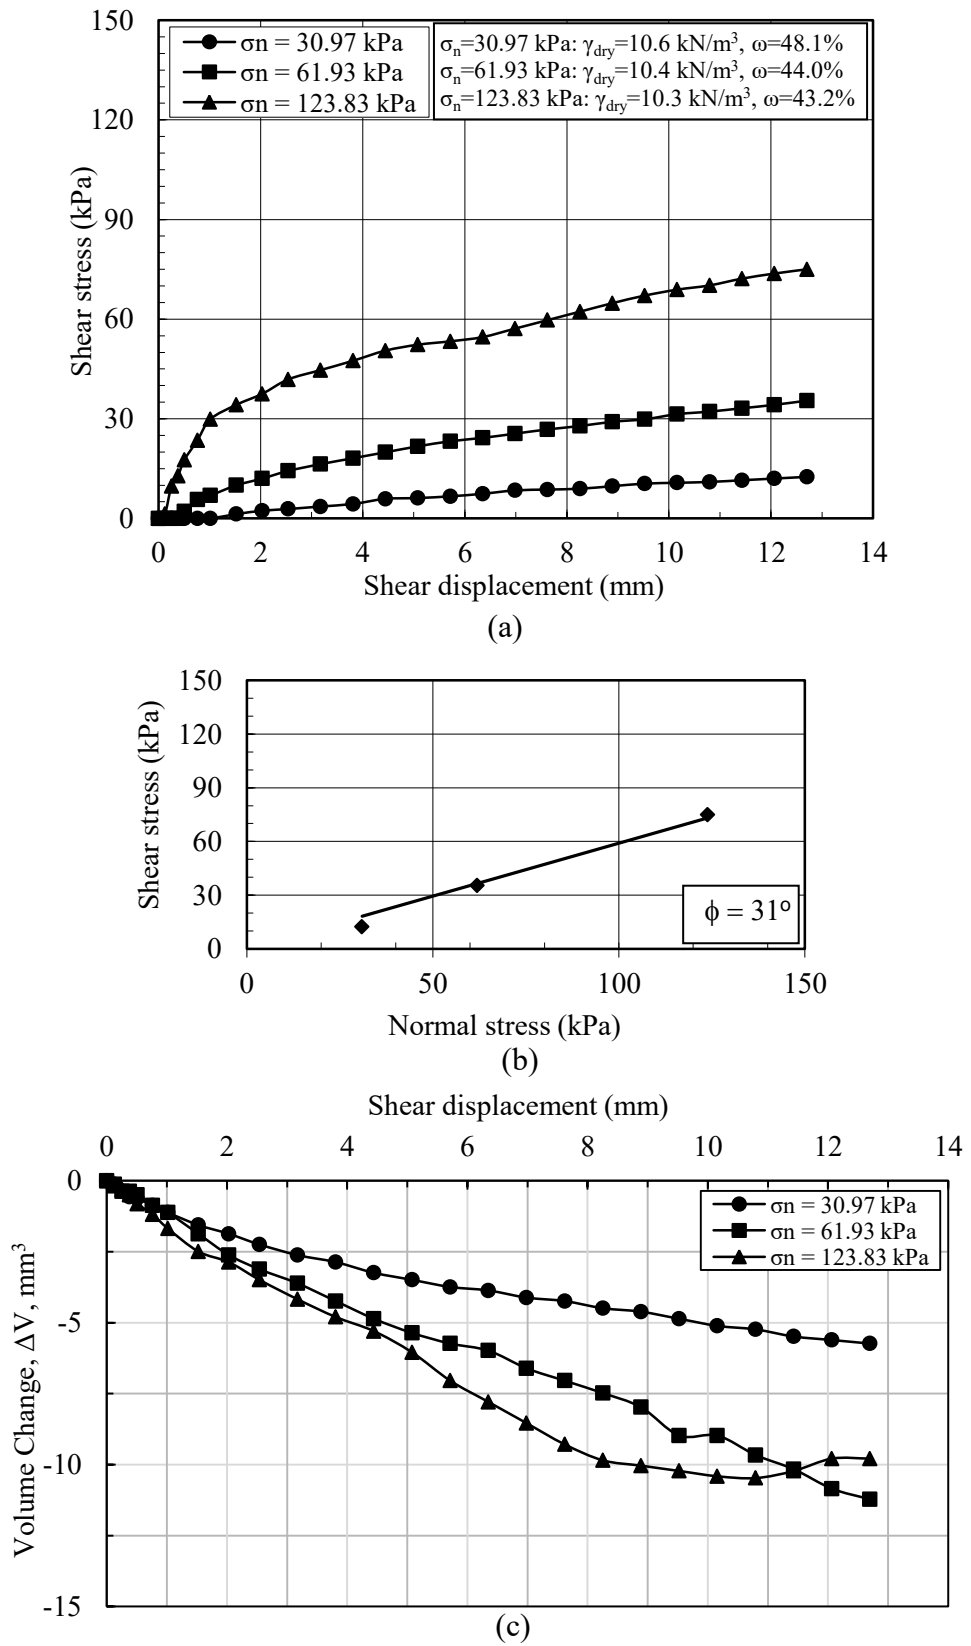 150
120
90
60
30
0
Shear stress (kPa)
σn = 30.97 kPa
σn = 61.93 kPa
σn = 123.83 kPa
σₙ=30.97 kPa: γ_dry=10.6 kN/m³, ω=48.1%
σₙ=61.93 kPa: γ_dry=10.4 kN/m³, ω=44.0%
σₙ=123.83 kPa: γ_dry=10.3 kN/m³, ω=43.2%
0 2 4 6 8 10 12 14
Shear displacement (mm)
(a)
150
120
90
60
30
0
Shear stress (kPa)
ϕ = 31º
0 50 100 150
Normal stress (kPa)
(b)
Shear displacement (mm)
0 2 4 6 8 10 12 14
0
-5
-10
-15
Volume Change, ΔV, mm³
σn = 30.97 kPa
σn = 61.93 kPa
σn = 123.83 kPa
(c)